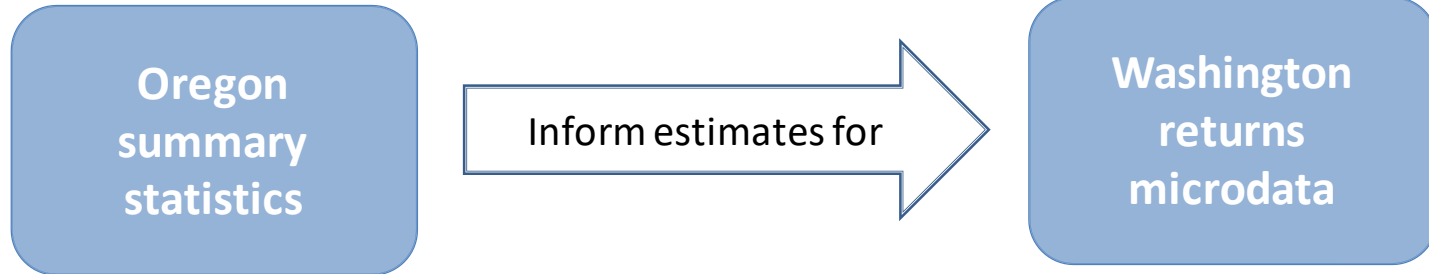 Oregon
summary
statistics
Inform estimates for
Washington
returns
microdata